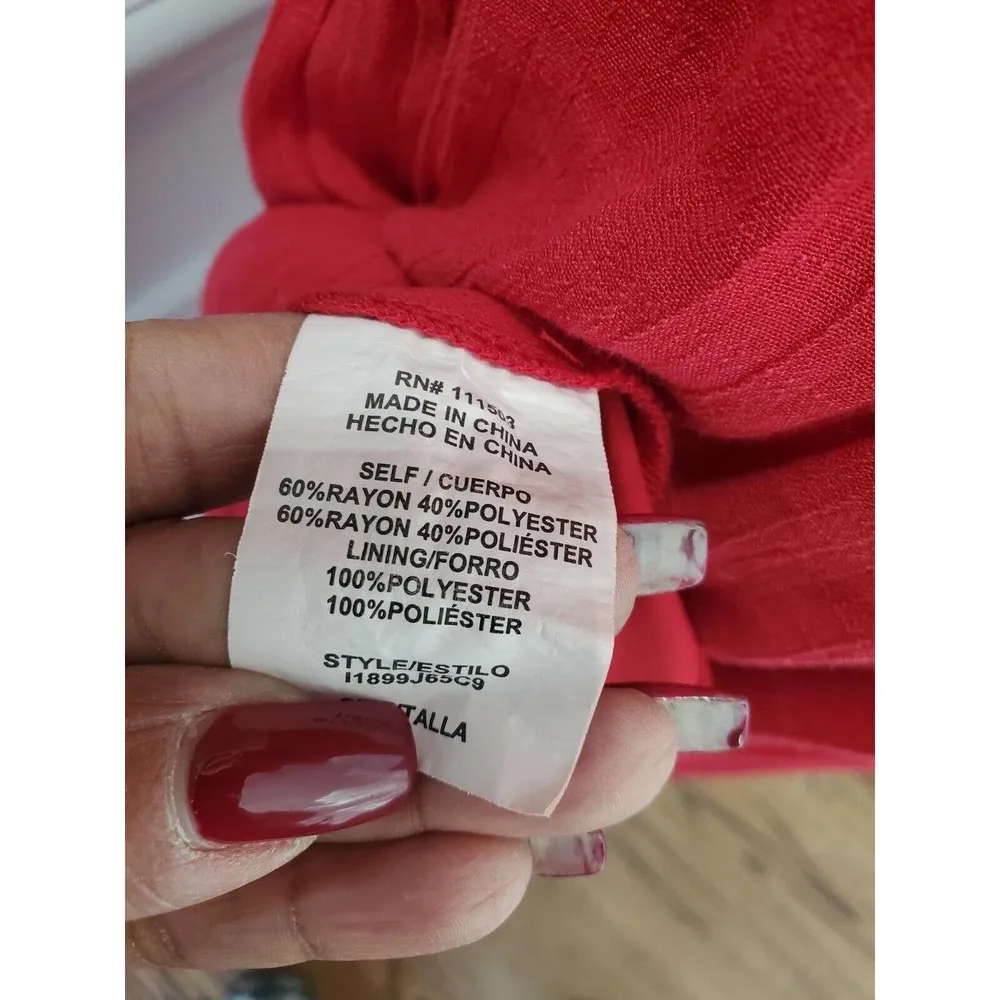 RN# 111503
MADE IN CHINA
HECHO EN CHINA
SELF / CUERPO
60%RAYON 40%POLYESTER
60%RAYON 40%POLIÉSTER
LINING/FORRO
100%POLYESTER
100%POLIÉSTER
STYLE/ESTILO
I1899J65C9